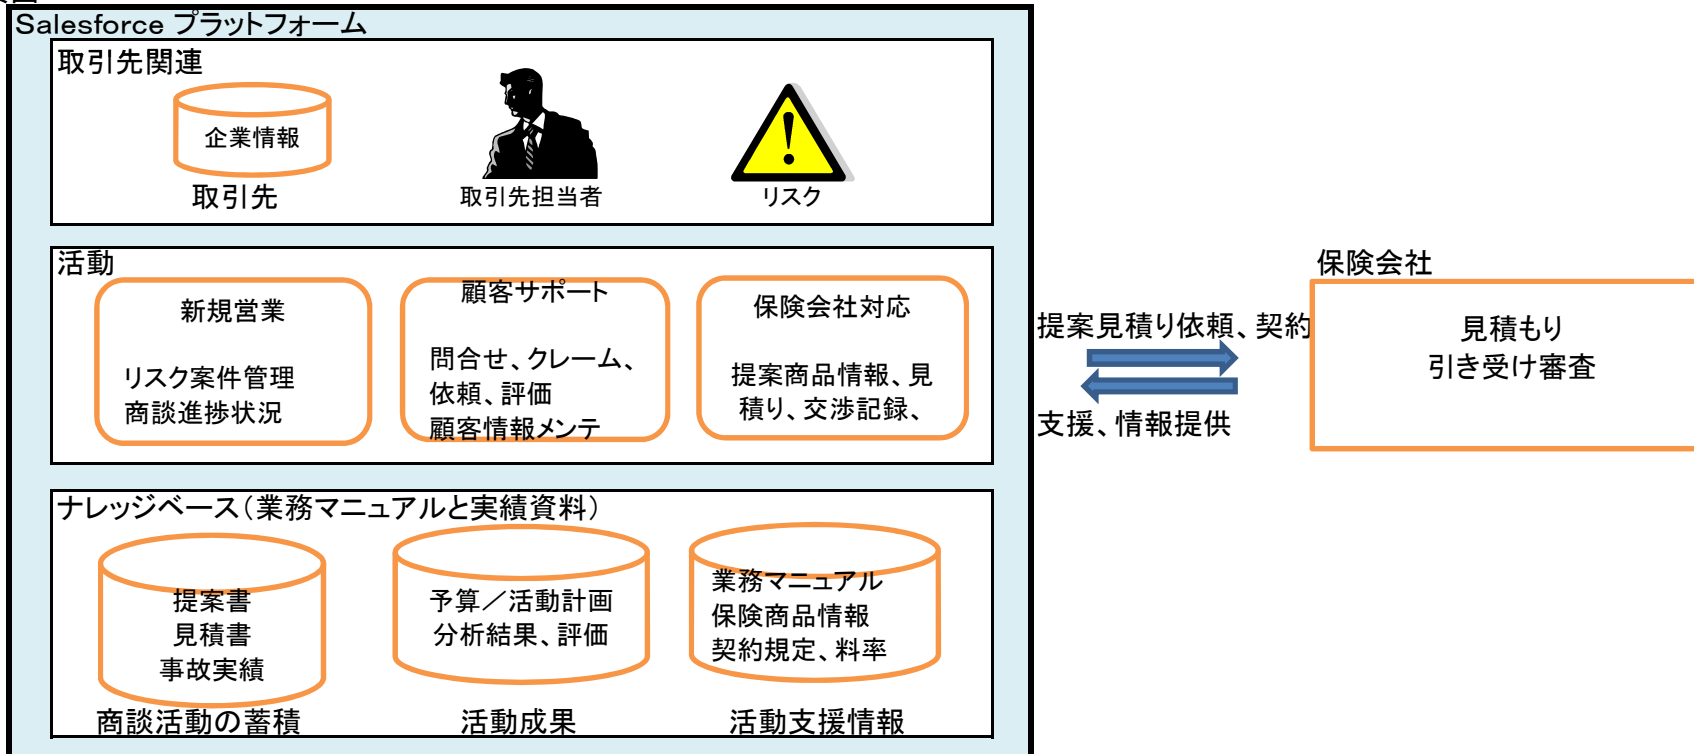 Salesforce プラットフォーム
取引先関連
企業情報
取引先
取引先担当者
リスク
活動
新規営業
リスク案件管理
商談進捗状況
顧客サポート
問合せ、クレーム、
依頼、評価
顧客情報メンテ
保険会社対応
提案商品情報、見
積り、交渉記録、
提案見積り依頼、契約
支援、情報提供
保険会社
見積もり
引き受け審査
ナレッジベース（業務マニュアルと実績資料）
提案書
見積書
事故実績
商談活動の蓄積
予算／活動計画
分析結果、評価
活動成果
業務マニュアル
保険商品情報
契約規定、料率
活動支援情報